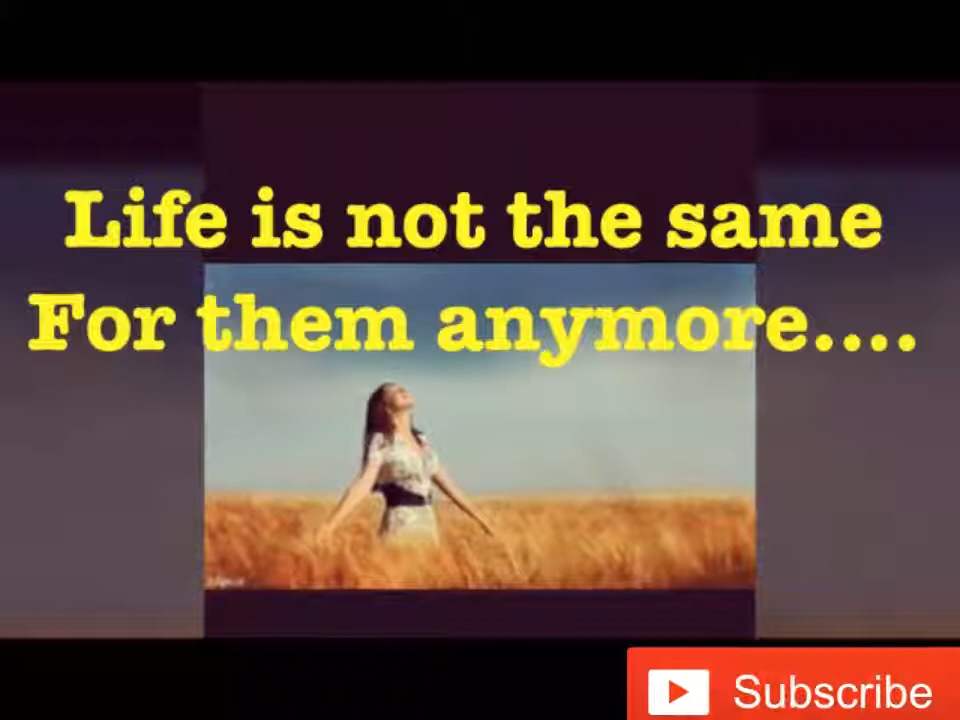 Life is not the same
For them anymore....
Subscribe